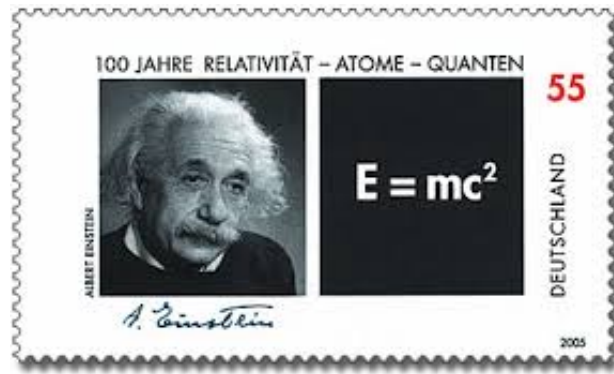 100 JAHRE RELATIVITÄT – ATOME – QUANTEN
55
ALBERT EINSTEIN
E = mc²
DEUTSCHLAND
A. Einstein
2005